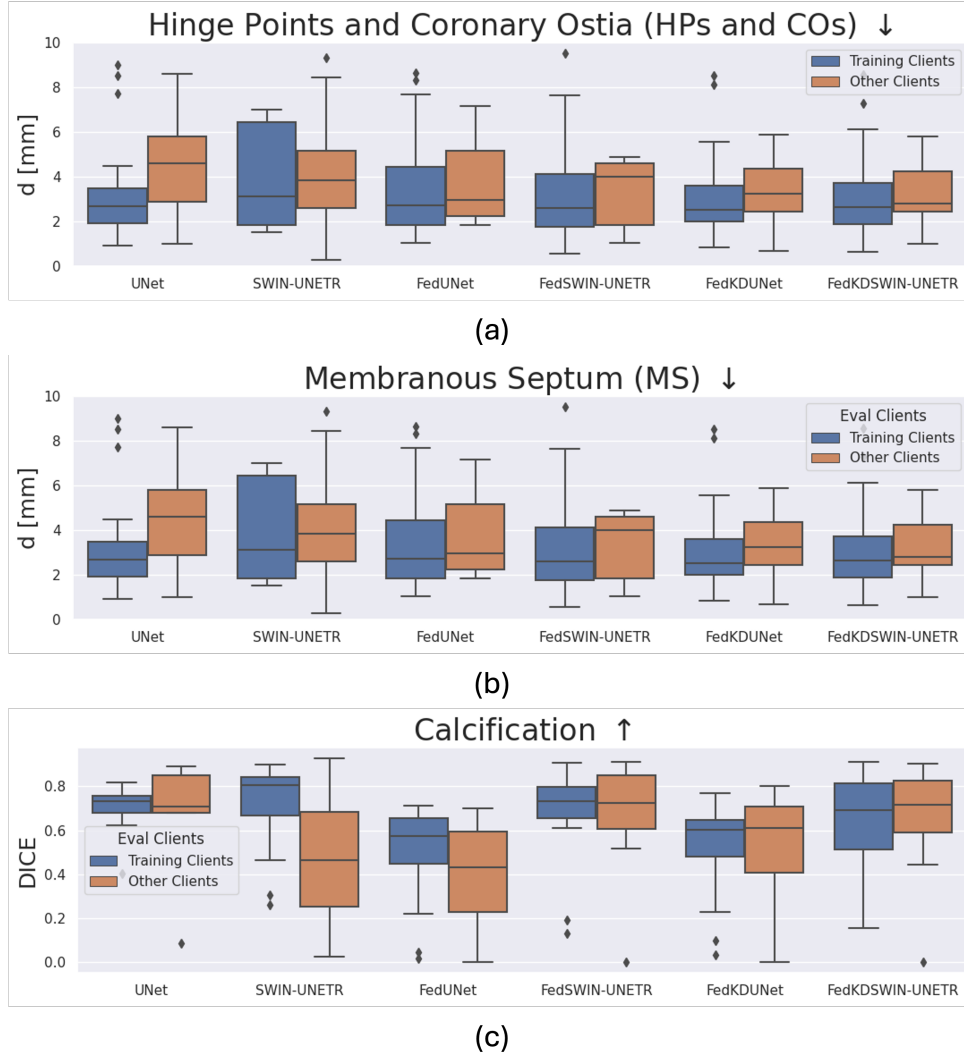 Hinge Points and Coronary Ostia (HPs and COs) ↓
10
8
6
4
2
0
d [mm]
Training Clients
Other Clients
UNet SWIN-UNETR FedUNet FedSWIN-UNETR FedKDUNet FedKDSWIN-UNETR
(a)
Membranous Septum (MS) ↓
10
8
6
4
2
0
d [mm]
Eval Clients
Training Clients
Other Clients
UNet SWIN-UNETR FedUNet FedSWIN-UNETR FedKDUNet FedKDSWIN-UNETR
(b)
Calcification ↑
0.8
0.6
0.4
0.2
0.0
DICE
Eval Clients
Training Clients
Other Clients
UNet SWIN-UNETR FedUNet FedSWIN-UNETR FedKDUNet FedKDSWIN-UNETR
(c)